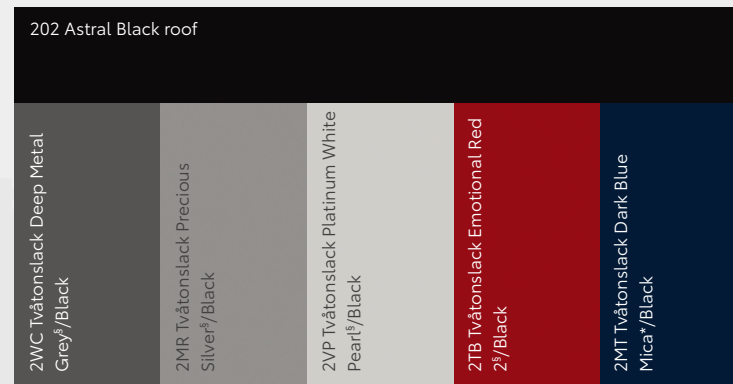 202 Astral Black roof
2WC Tvåtonslack Deep Metal
Grey§/Black
2MR Tvåtonslack Precious
Silver§/Black
2VP Tvåtonslack Platinum White
Pearl§/Black
2TB Tvåtonslack Emotional Red
2§/Black
2MT Tvåtonslack Dark Blue
Mica*/Black